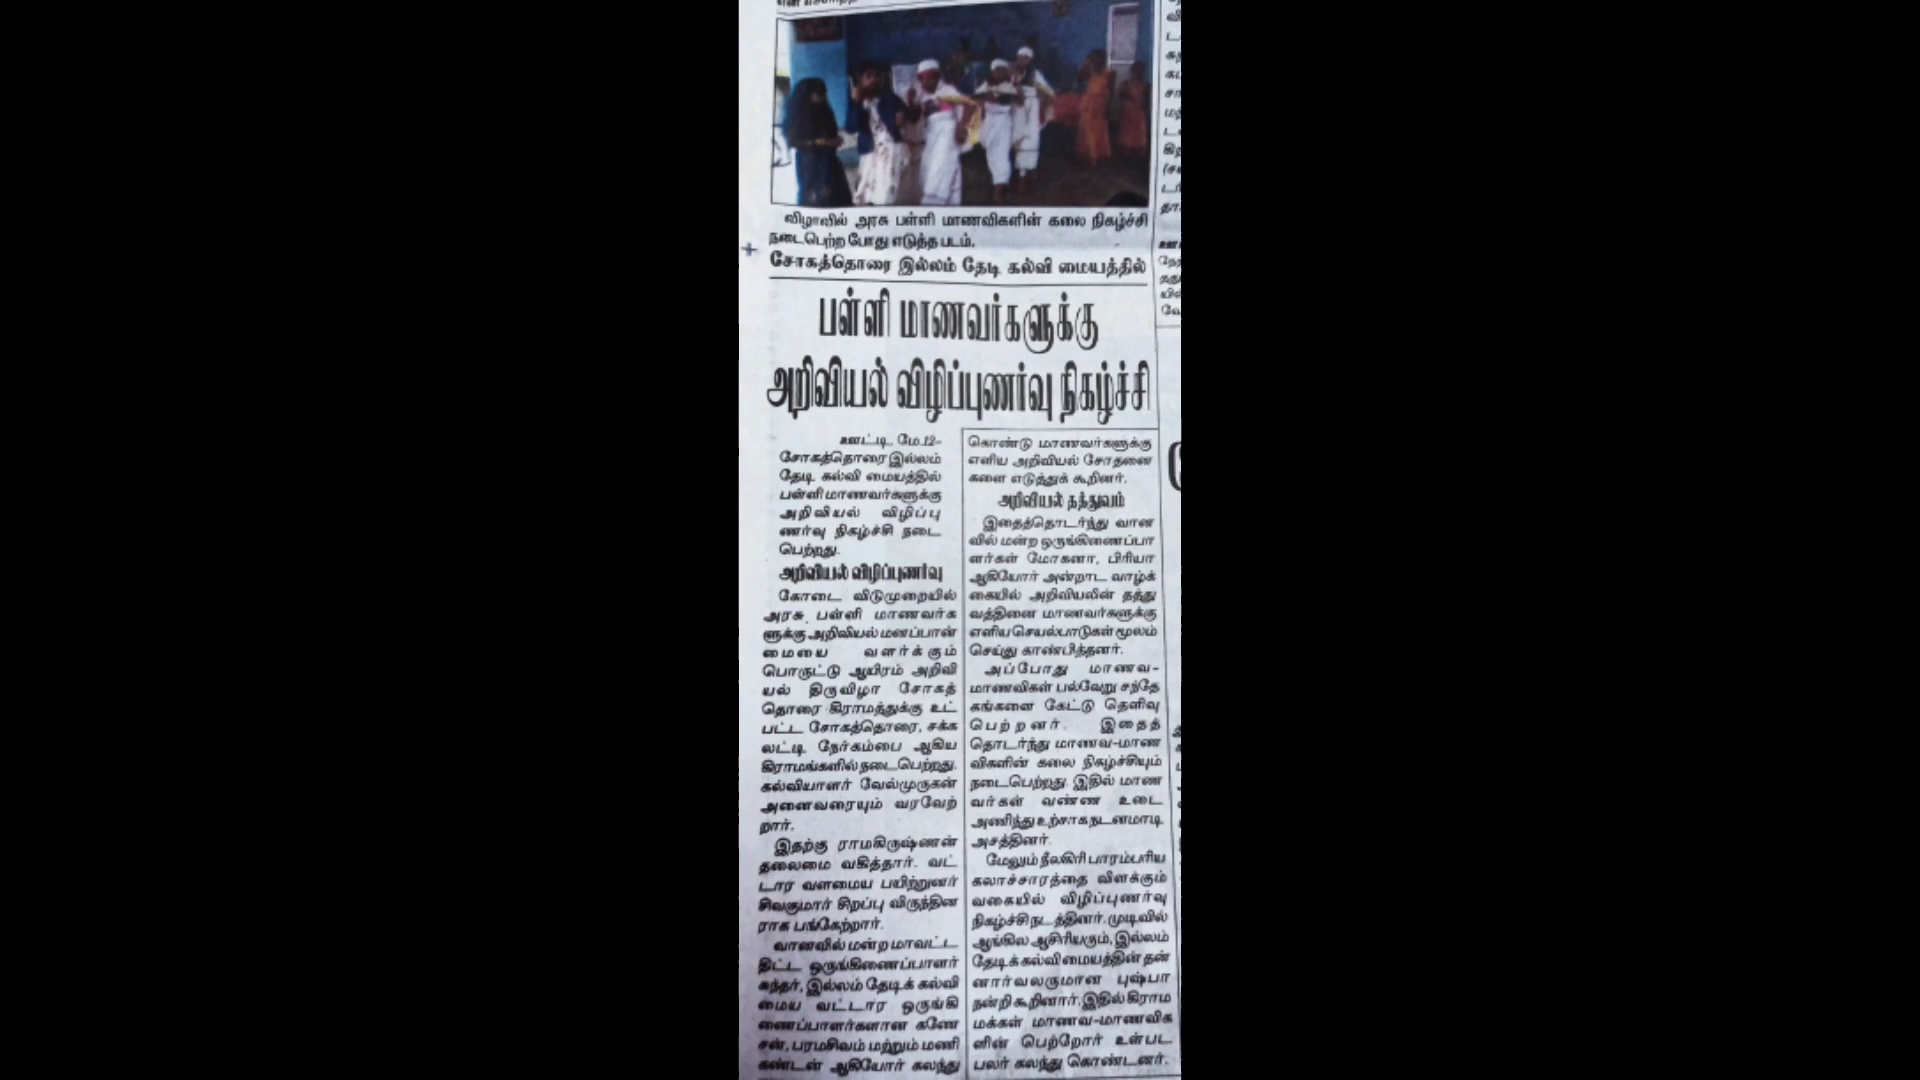 விழாவில் அரசு பள்ளி மாணவிகளின் கலை நிகழ்ச்சி
நடைபெற்ற போது எடுத்த படம்.
சோகத்தொரை இல்லம் தேடி கல்வி மையத்தில்
பள்ளி மாணவர்களுக்கு
அறிவியல் விழிப்புணர்வு நிகழ்ச்சி
ஊட்டி, மே.12-
சோகத்தொரை இல்லம்
தேடி கல்வி மையத்தில்
பள்ளி மாணவர்களுக்கு
அறிவியல் விழிப்பு
ணர்வு நிகழ்ச்சி நடை
பெற்றது.
அறிவியல் விழிப்புணர்வு
கோடை விடுமுறையில்
அரசு பள்ளி மாணவர்க
ளுக்கு அறிவியல் மனப்பான்
மையை வளர்க்கும்
பொருட்டு ஆயிரம் அறிவி
யல் திருவிழா சோகத்
தொரை கிராமத்துக்கு உட்
பட்ட சோகத்தொரை, சக்க
லட்டி நேர்கம்பை ஆகிய
கிராமங்களில் நடைபெற்றது.
கல்வியாளர் வேல்முருகன்
அனைவரையும் வரவேற்
றார்.
இதற்கு ராமகிருஷ்ணன்
தலைமை வகித்தார். வட்
டார வளமைய பயிற்றுனர்
சிவகுமார் சிறப்பு விருந்தின
ராக பங்கேற்றார்.
வானவில் மன்ற மாவட்ட
திட்ட ஒருங்கிணைப்பாளர்
சுந்தர், இல்லம் தேடிக் கல்வி
மைய வட்டார ஒருங்கி
ணைப்பாளர்களான கணே
சன், பரமசிவம் மற்றும் மணி
கண்டன் ஆகியோர் கலந்து
கொண்டு மாணவர்களுக்கு
எளிய அறிவியல் சோதனை
களை எடுத்துக் கூறினர்.
அறிவியல் தத்துவம்
இதைத்தொடர்ந்து வான
வில் மன்ற ஒருங்கிணைப்பா
ளர்கள் மோகனா, பிரியா
ஆகியோர் அன்றாட வாழ்க்
கையில் அறிவியலின் தத்து
வத்தினை மாணவர்களுக்கு
எளிய செயல்பாடுகள் மூலம்
செய்து காண்பித்தனர்.
அப்போது மாணவ-
மாணவிகள் பல்வேறு சந்தே
கங்களை கேட்டு தெளிவு
பெற்றனர். இதைத்
தொடர்ந்து மாணவ-மாண
விகளின் கலை நிகழ்ச்சியும்
நடைபெற்றது. இதில் மாண
வர்கள் வண்ண உடை
அணிந்து உற்சாக நடனமாடி
அசத்தினர்.
மேலும் நீலகிரி பாரம்பரிய
கலாச்சாரத்தை விளக்கும்
வகையில் விழிப்புணர்வு
நிகழ்ச்சி நடத்தினர். முடிவில்
ஆங்கில ஆசிரியரும், இல்லம்
தேடிக் கல்வி மையத்தின் தன்
னார்வலருமான புஷ்பா
நன்றி கூறினார். இதில் கிராம
மக்கள் மாணவ-மாணவிக
ளின் பெற்றோர் உள்பட
பலர் கலந்து கொண்டனர்.